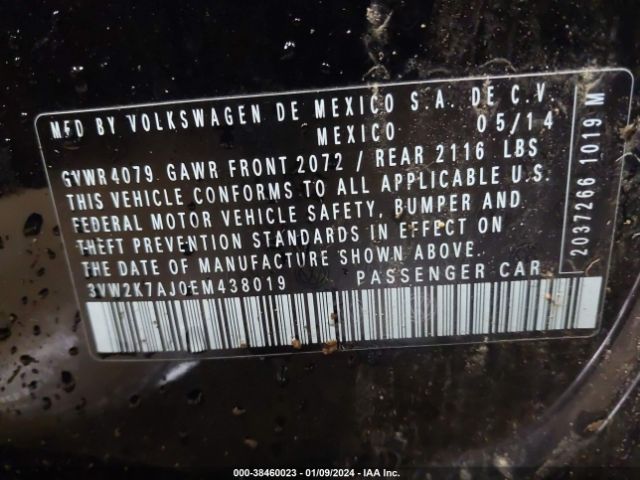 MFD BY VOLKSWAGEN DE MEXICO S.A. DE C.V.
MEXICO 05/14
GVWR 4079 GAWR FRONT 2072 / REAR 2116 LBS
THIS VEHICLE CONFORMS TO ALL APPLICABLE U.S.
FEDERAL MOTOR VEHICLE SAFETY, BUMPER AND
THEFT PREVENTION STANDARDS IN EFFECT ON
THE DATE OF MANUFACTURE SHOWN ABOVE.
3VW2K7AJ0EM438019 PASSENGER CAR
2037266 1019 M
000-38460023 - 01/09/2024 - IAA Inc.